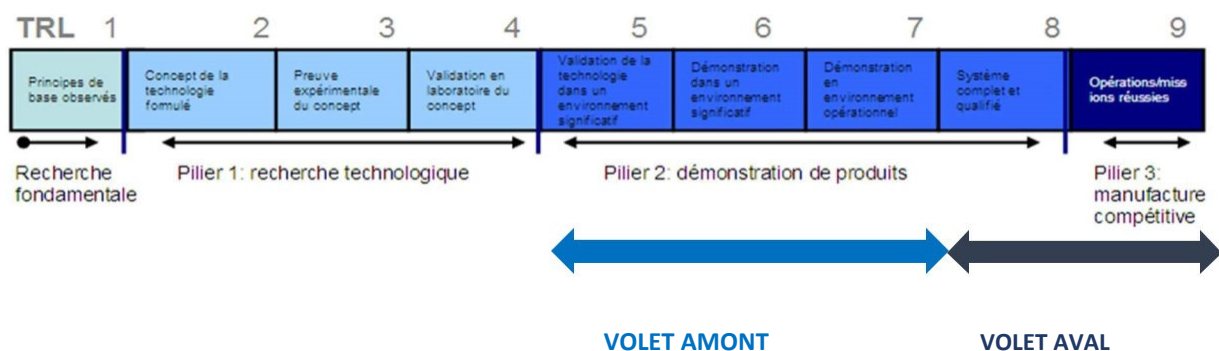 TRL 1 2 3 4 5 6 7 8 9
Principes de
base observés
Concept de la
technologie
formulé
Preuve
expérimentale
du concept
Validation en
laboratoire du
concept
Validation de la
technologie
dans un
environnement
significatif
Démonstration
dans un
environnement
significatif
Démonstration
en
environnement
opérationnel
Système
complet et
qualifié
Opérations/miss
ions réussies
Recherche
fondamentale
Pilier 1: recherche technologique
Pilier 2: démonstration de produits
Pilier 3:
manufacture
compétitive
VOLET AMONT
VOLET AVAL